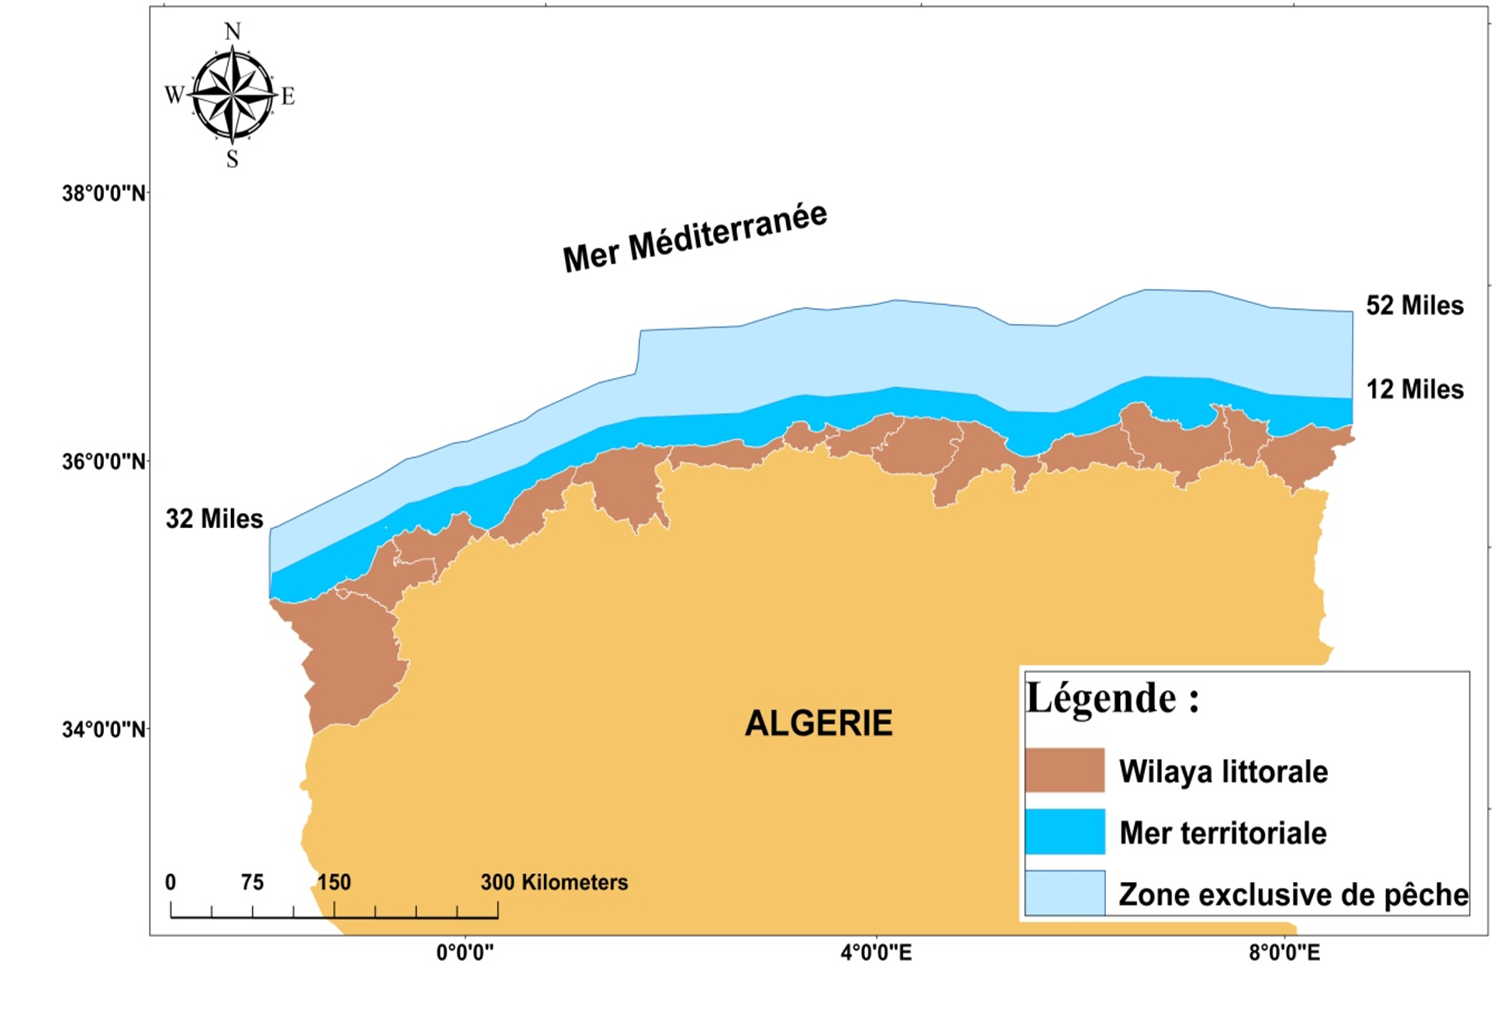 N
W E
S
38°0'0"N
Mer Méditerranée
52 Miles
12 Miles
36°0'0"N
32 Miles
34°0'0"N
ALGERIE
Légende :
Wilaya littorale
Mer territoriale
Zone exclusive de pêche
0 75 150 300 Kilometers
0°0'0" 4°0'0"E 8°0'0"E